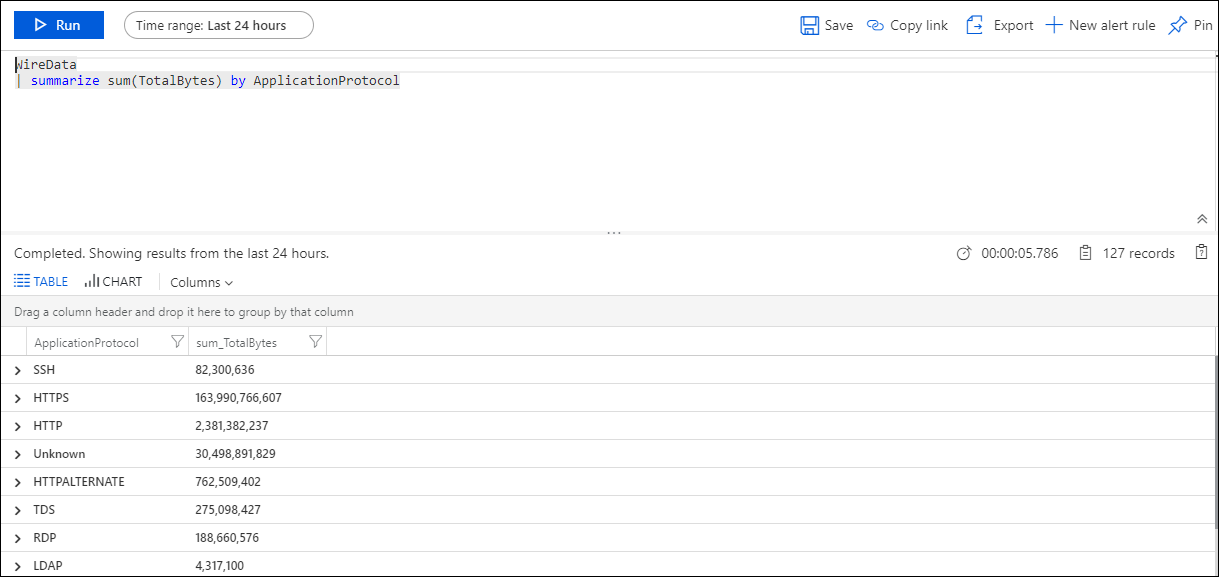 Run Time range: Last 24 hours Save Copy link Export New alert rule Pin
WireData
| summarize sum(TotalBytes) by ApplicationProtocol
...
Completed. Showing results from the last 24 hours. 00:00:05.786 127 records
TABLE CHART Columns
Drag a column header and drop it here to group by that column
ApplicationProtocol sum_TotalBytes
SSH 82,300,636
HTTPS 163,990,766,607
HTTP 2,381,382,237
Unknown 30,498,891,829
HTTPALTERNATE 762,509,402
TDS 275,098,427
RDP 188,660,576
LDAP 4,317,100